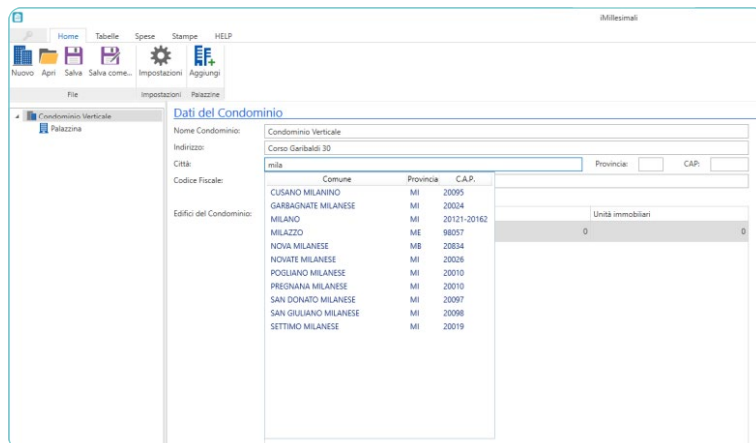 iMillesimali
Home Tabelle Spese Stampe HELP
Nuovo Apri Salva Salva come... Impostazioni Aggiungi
File Impostazioni Palazzine
Condominio Verticale
Palazzina
Dati del Condominio
Nome Condominio: Condominio Verticale
Indirizzo: Corso Garibaldi 30
Città: mila Provincia: CAP:
Codice Fiscale:
Comune Provincia C.A.P.
CUSANO MILANINO MI 20095
GARBAGNATE MILANESE MI 20024
MILANO MI 20121-20162
MILAZZO ME 98057
NOVA MILANESE MB 20834
NOVATE MILANESE MI 20026
POGLIANO MILANESE MI 20010
PREGNANA MILANESE MI 20010
SAN DONATO MILANESE MI 20097
SAN GIULIANO MILANESE MI 20098
SETTIMO MILANESE MI 20019
Edifici del Condominio:
Unità immobiliari
0 0